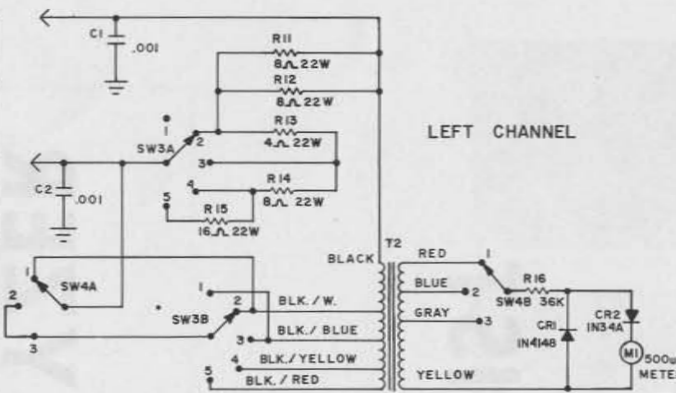 C1
.001
R11
8Ω 22W
R12
8Ω 22W
R13
4Ω 22W
1
2
SW3A
3
LEFT CHANNEL
4
R14
8Ω 22W
C2
.001
5
R15
16Ω 22W
T2
BLACK
RED
1
BLUE
2
R16
SW4B 36K
GRAY
3
CR1
1N4148
CR2
1N34A
M1
500u
METE
YELLOW
1
SW4A
2
3
1
2
BLK./W.
SW3B
3
BLK./BLUE
4
BLK./YELLOW
5
BLK./RED